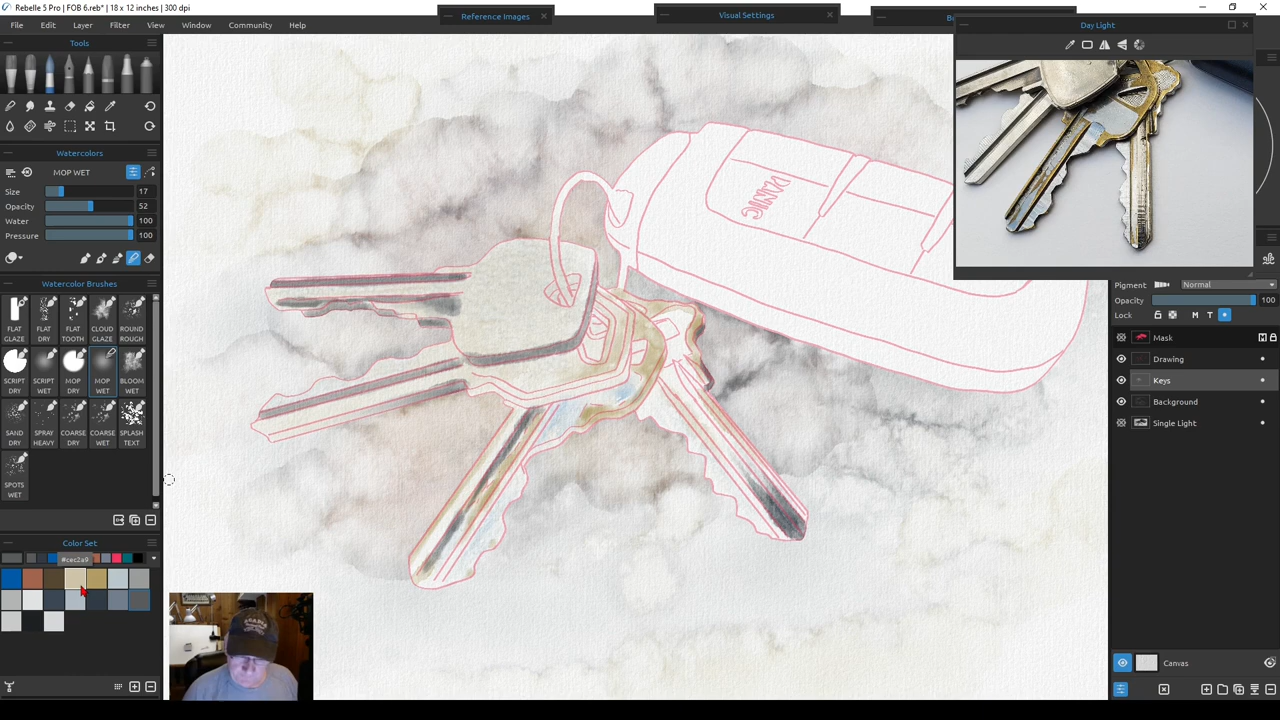 Rebelle 5 Pro | FOB 6.reb* | 18 x 12 inches | 300 dpi
File Edit Layer Filter View Window Community Help
Reference Images
Visual Settings
Day Light
Tools
Watercolors
MOP WET
Size 17
Opacity 52
Water 100
Pressure 100
Watercolor Brushes
FLAT GLAZE
FLAT DRY
FLAT TOOTH
CLOUD GLAZE
ROUND ROUGH
SCRIPT DRY
SCRIPT WET
MOP DRY
MOP WET
BLOOM WET
SAND DRY
SPRAY HEAVY
COARSE DRY
COARSE WET
SPLASH TEXT
SPOTS WET
Color Set
#cec2a9
PANIC
Pigment Normal
Opacity 100
Lock M T
Mask
Drawing
Keys
Background
Single Light
Canvas